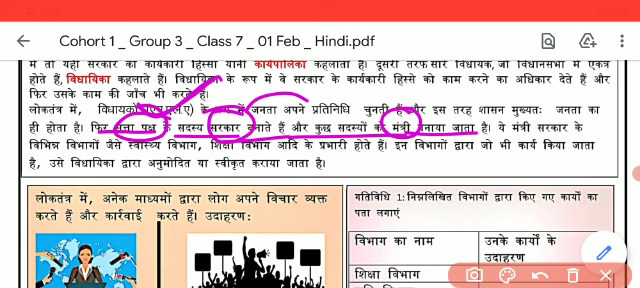 Cohort 1 _ Group 3 _ Class 7 _ 01 Feb _ Hindi.pdf
में तो यही सरकार का कार्यकारी हिस्सा यानी कार्यपालिका कहलाता है। दूसरी तरफ सारे विधायक, जो विधानसभा में एकत्र
होते हैं, विधायिका कहलाते हैं। विधायिका के रूप में वे सरकार के कार्यकारी हिस्से को काम करने का अधिकार देते हैं और
फिर उसके काम की जाँच भी करते हैं।
लोकतंत्र में, विधायकों के में जनता अपने प्रतिनिधि चुनती हैं और इस तरह शासन मुख्यतः जनता का
ही होता है। फिर सत्ता पक्ष के सदस्य सरकार बनाते हैं और कुछ सदस्यों को मंत्री बनाया जाता है। ये मंत्री सरकार के
विभिन्न विभागों जैसे स्वास्थ्य विभाग, शिक्षा विभाग आदि के प्रभारी होते हैं। इन विभागों द्वारा जो भी कार्य किया जाता
है, उसे विधायिका द्वारा अनुमोदित या स्वीकृत कराया जाता है।
लोकतंत्र में, अनेक माध्यमों द्वारा लोग अपने विचार व्यक्त
करते हैं और कार्रवाई करते हैं। उदाहरण:
गतिविधि 1: निम्नलिखित विभागों द्वारा किए गए कार्यों का
पता लगाएं
विभाग का नाम
उनके कार्यों के
उदाहरण
शिक्षा विभाग